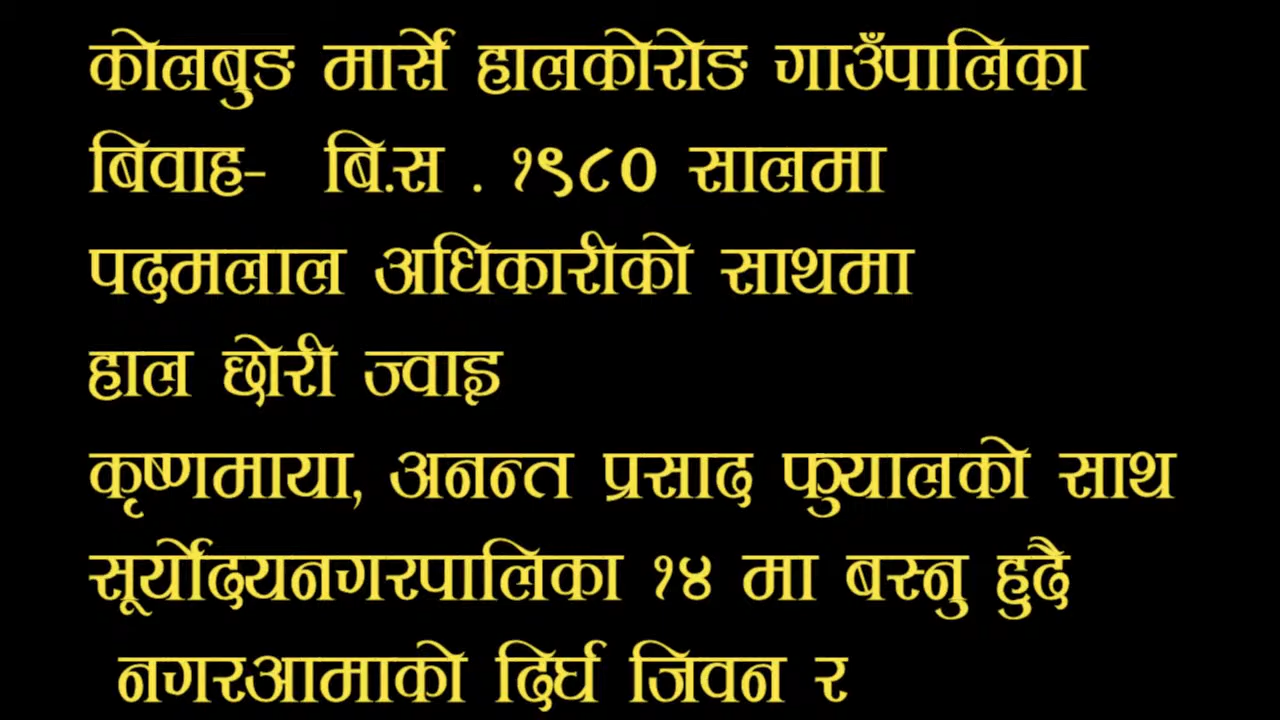 कोलबुङ मार्से हालकोरोङ गाउँपालिका
बिवाह- बि.स . १९८० सालमा
पदमलाल अधिकारीको साथमा
हाल छोरी ज्वाइ
कृष्णमाया, अनन्त प्रसाद फुयालको साथ
सूर्योदयनगरपालिका १४ मा बस्नु हुदै
नगरआमाको दिर्घ जिवन र